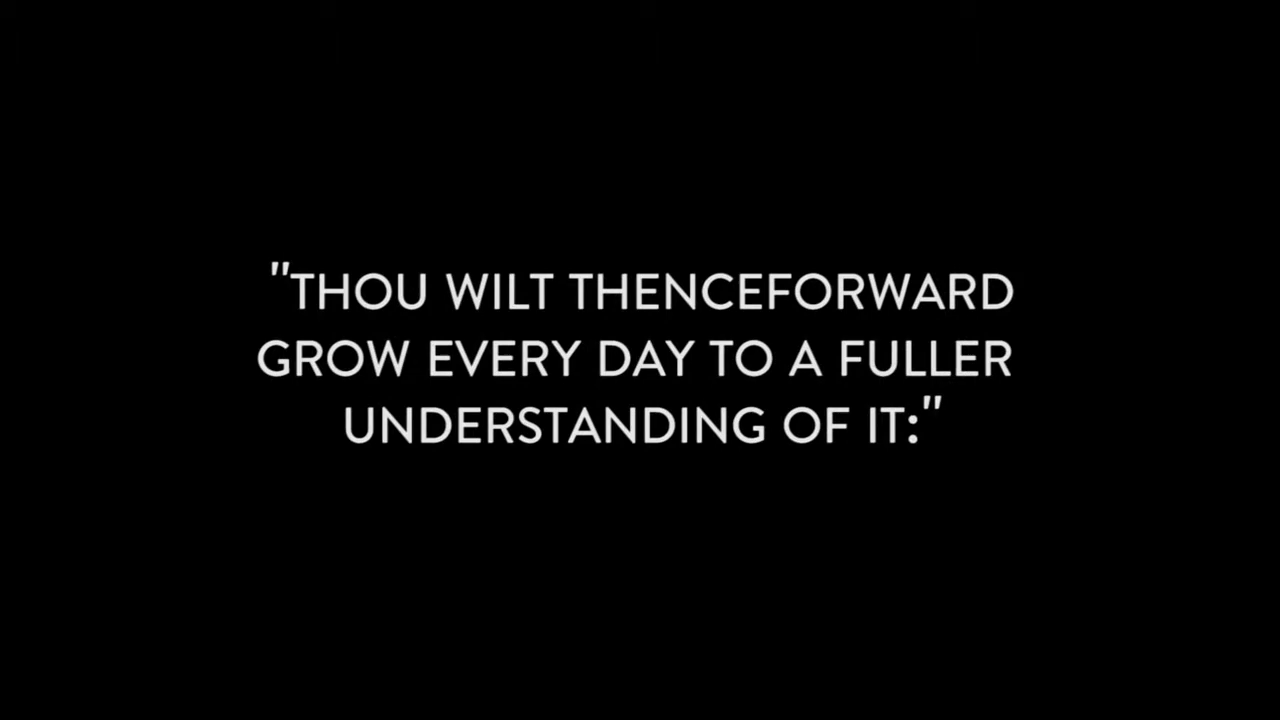 "THOU WILT THENCEFORWARD
GROW EVERY DAY TO A FULLER
UNDERSTANDING OF IT:"